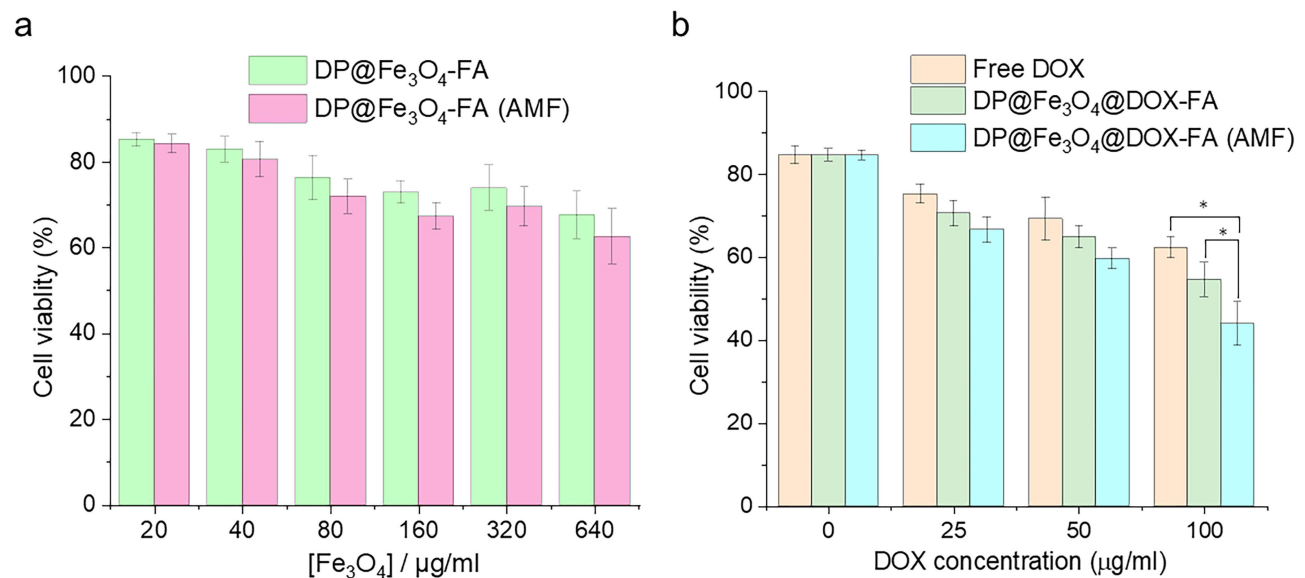 a
DP@Fe₃O₄-FA
DP@Fe₃O₄-FA (AMF)
Cell viablity (%)
100
80
60
40
20
0
20 40 80 160 320 640
[Fe₃O₄] / μg/ml
b
Free DOX
DP@Fe₃O₄@DOX-FA
DP@Fe₃O₄@DOX-FA (AMF)
Cell viability (%)
100
80
60
40
20
0
*
*
0 25 50 100
DOX concentration (μg/ml)